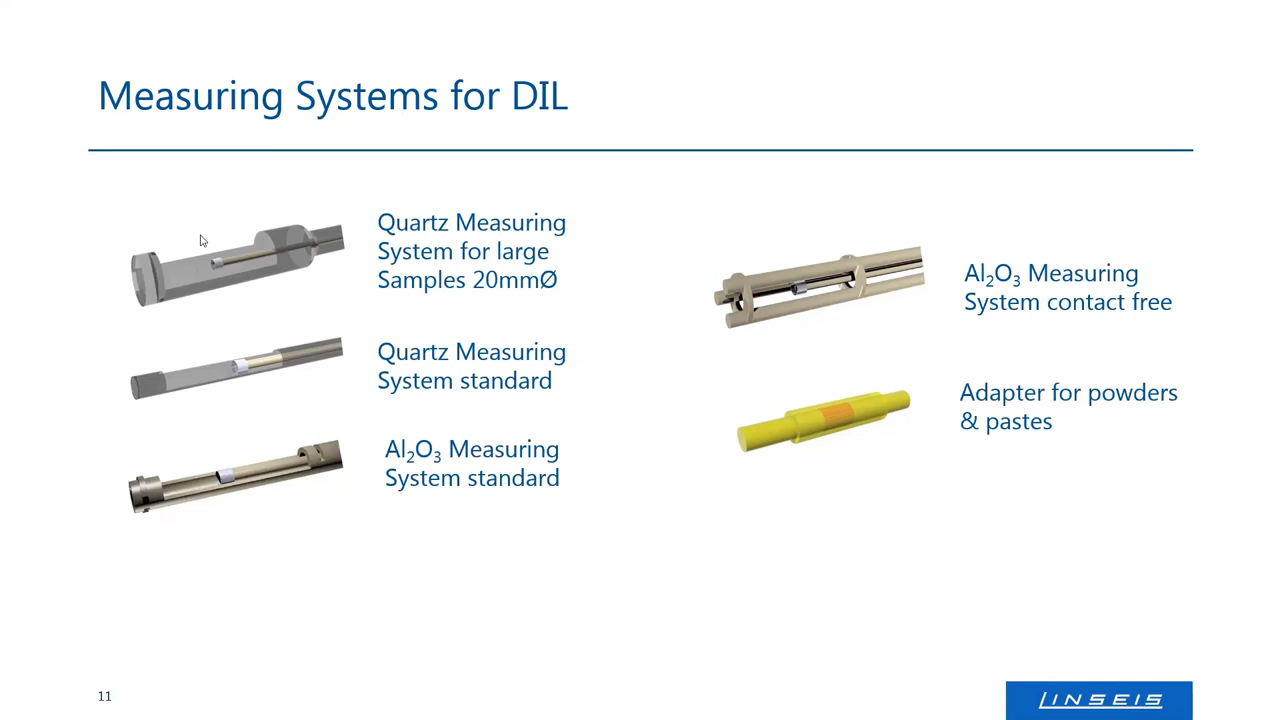 Measuring Systems for DIL
Quartz Measuring
System for large
Samples 20mmØ
Quartz Measuring
System standard
Al₂O₃ Measuring
System standard
Al₂O₃ Measuring
System contact free
Adapter for powders
& pastes
11
LINSEIS